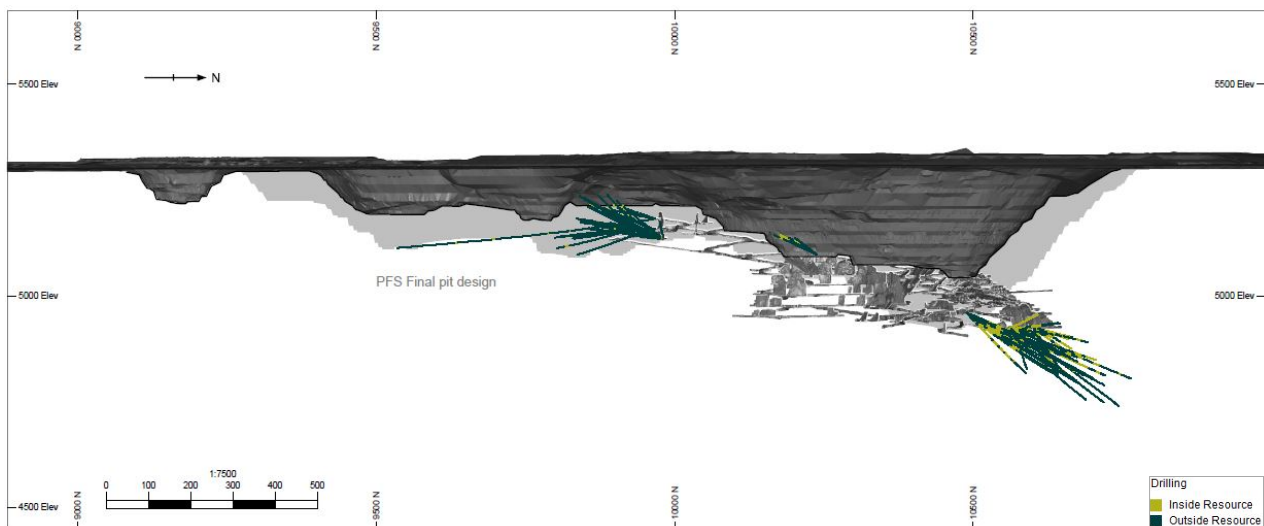 9000 N
9500 N
10000 N
10500 N
N
5500 Elev
5500 Elev
PFS Final pit design
5000 Elev
5000 Elev
1:7500
0 100 200 300 400 500
4500 Elev
9000 N
9500 N
10000 N
10500 N
Drilling
Inside Resource
Outside Resource